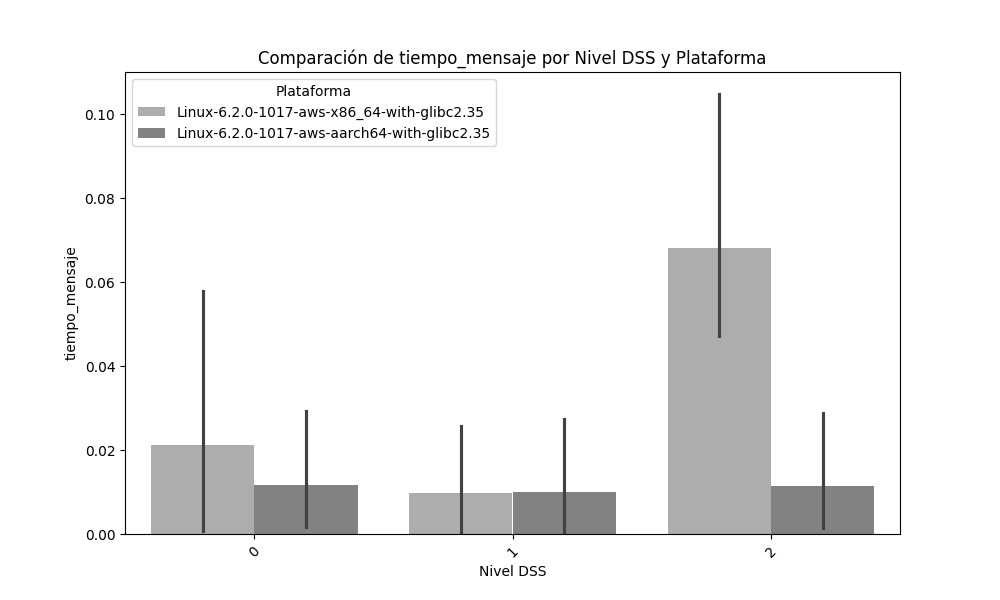 Comparación de tiempo_mensaje por Nivel DSS y Plataforma
Plataforma
Linux-6.2.0-1017-aws-x86_64-with-glibc2.35
Linux-6.2.0-1017-aws-aarch64-with-glibc2.35
tiempo_mensaje
0.10
0.08
0.06
0.04
0.02
0.00
0
1
2
Nivel DSS